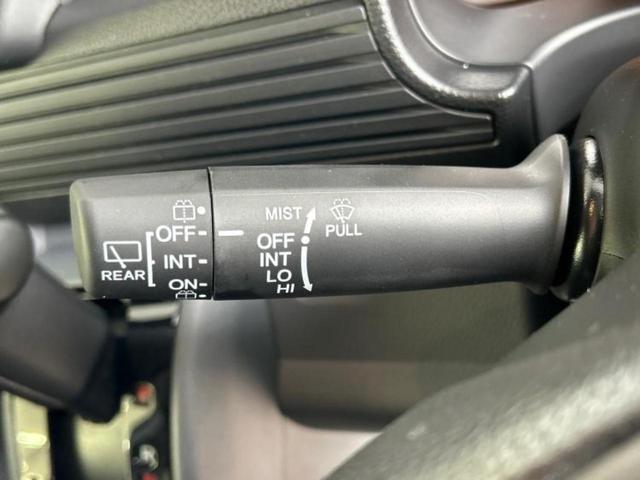 OFF
INT
ON
REAR
MIST
OFF
INT
LO
HI
PULL